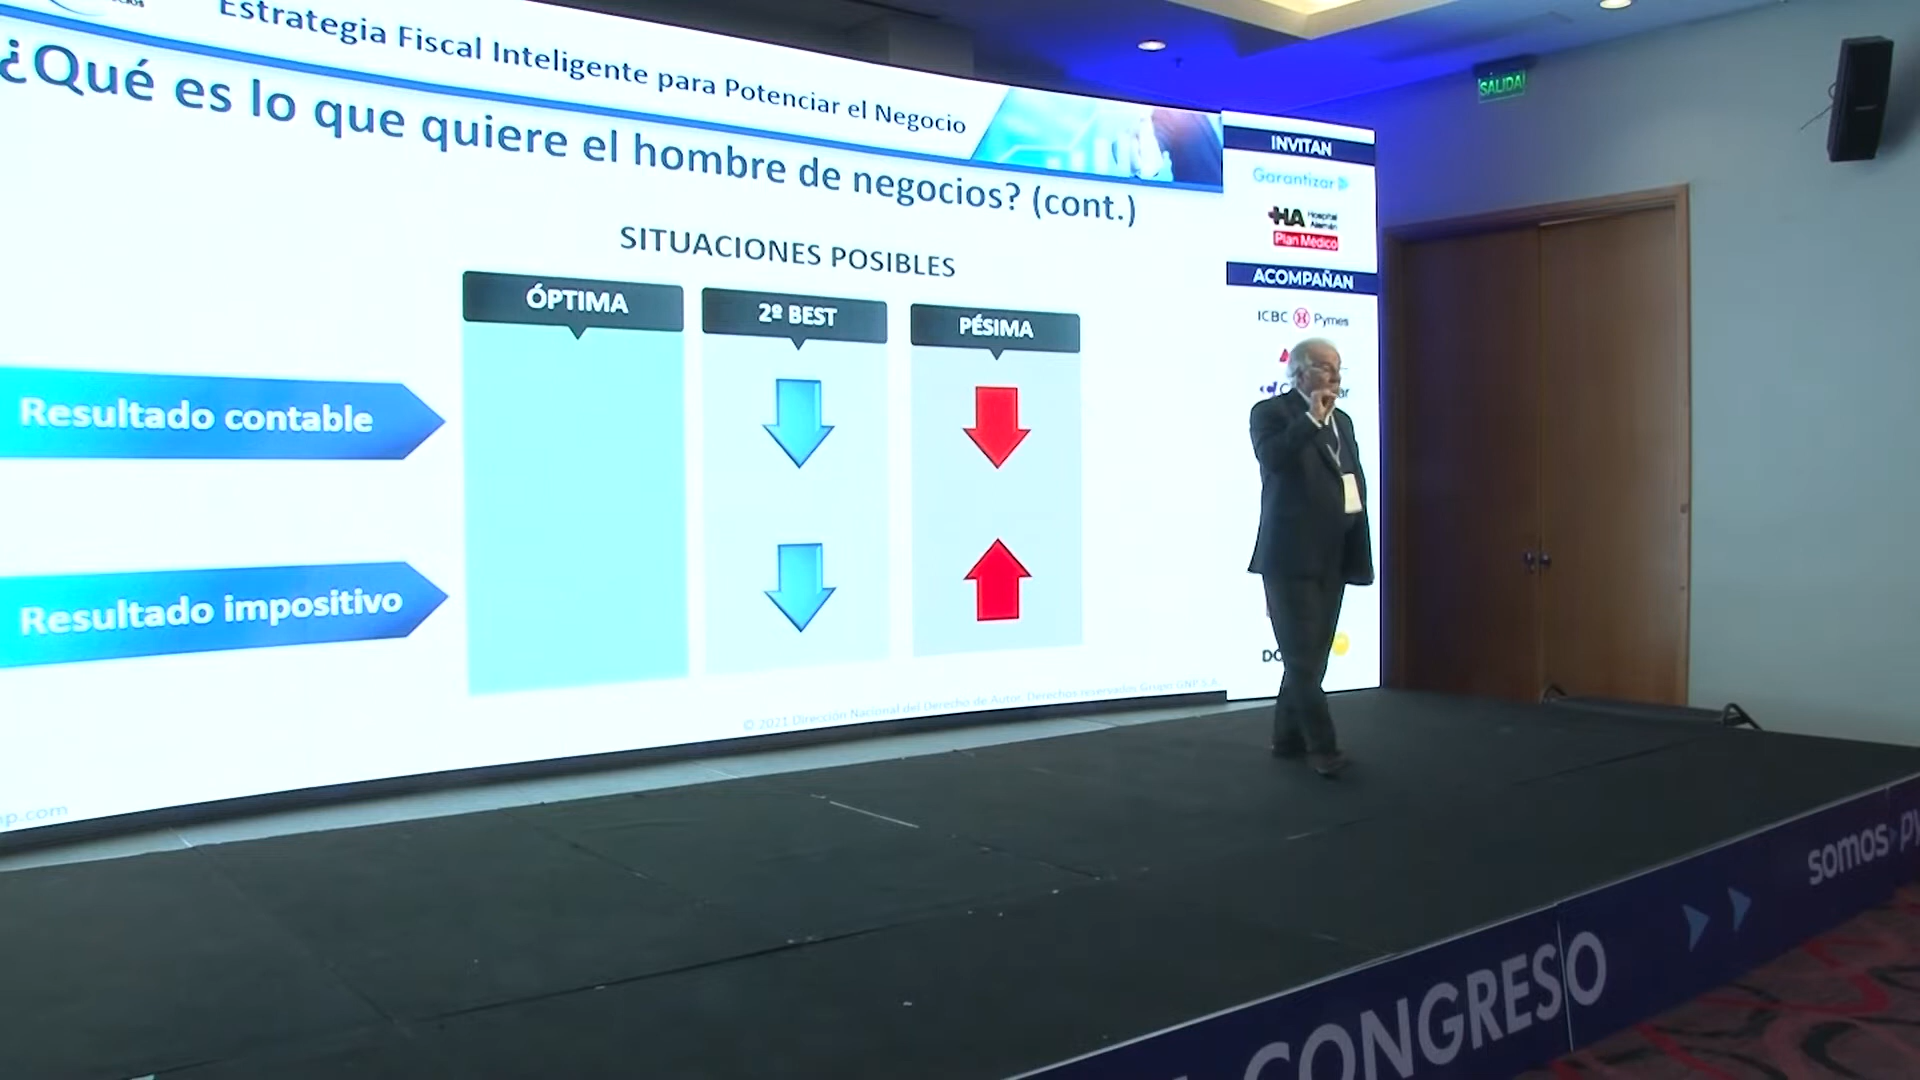 Estrategia Fiscal Inteligente para Potenciar el Negocio
¿Qué es lo que quiere el hombre de negocios? (cont.)
SITUACIONES POSIBLES
ÓPTIMA
2º BEST
PÉSIMA
Resultado contable
Resultado impositivo
© 2021 Dirección Nacional del Derecho de Autor. Derechos reservados Grupo GNP S.A.
INVITAN
Garantizar
HA Hospital
Alemán
Plan Médico
ACOMPAÑAN
ICBC Pymes
SALIDA
somos
CONGRESO